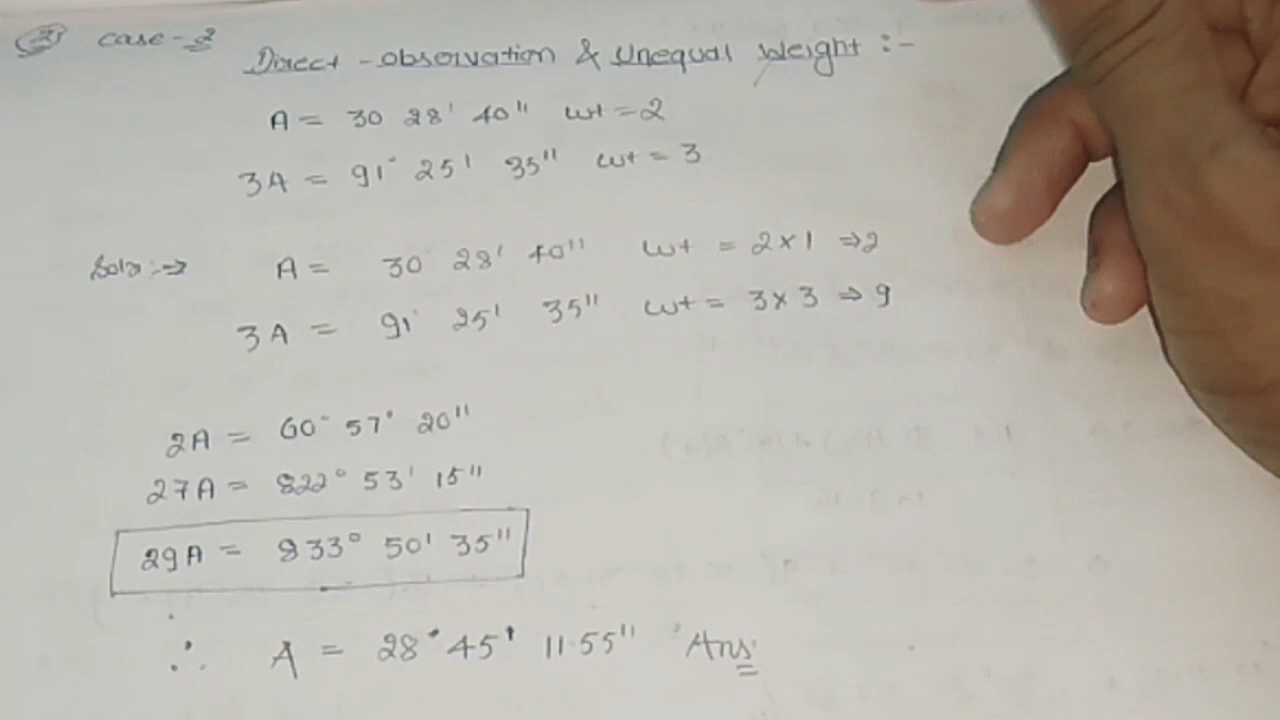 2) case-2
Direct-observation & Unequal Weight :-
A = 30 28' 40" wt = 2
3A = 91° 25' 35" wt = 3
Soln :⇒ A = 30 28' 40" wt = 2×1 ⇒ 2
3A = 91° 25' 35" wt = 3×3 ⇒ 9
2A = 60° 57' 20"
27A = 822° 53' 15"
29A = 833° 50' 35"
∴ A = 28° 45' 11.55" Ans